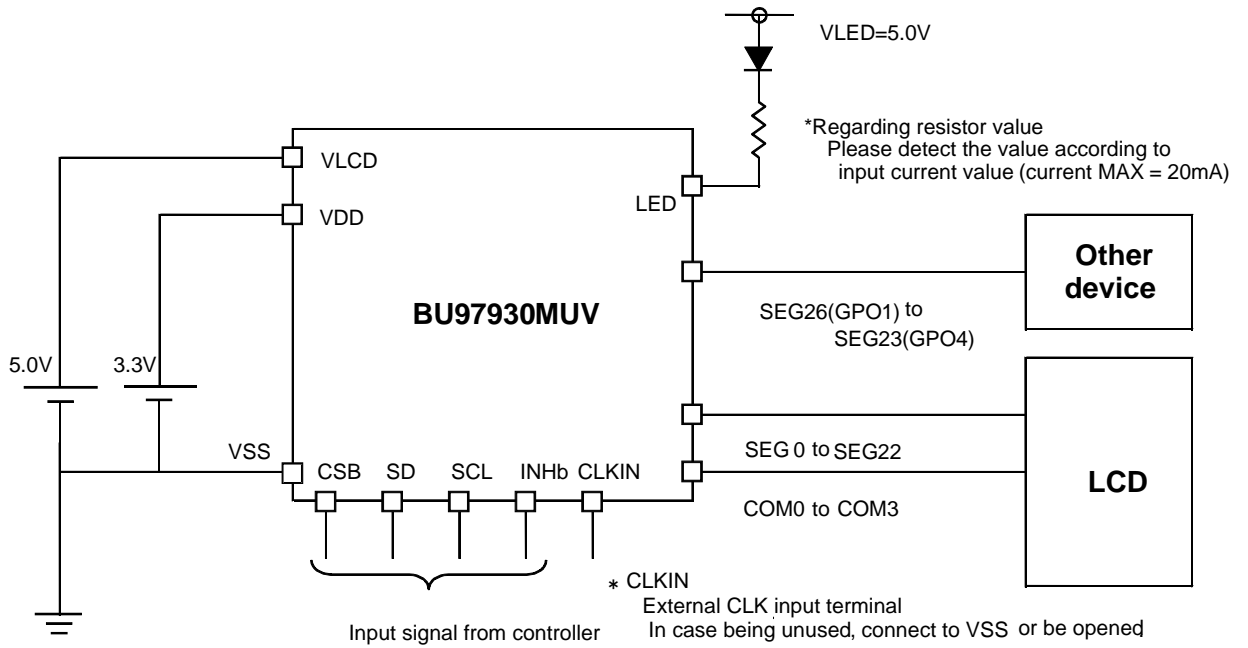 VLED=5.0V
*Regarding resistor value
Please detect the value according to
input current value (current MAX = 20mA)
VLCD
VDD
LED
BU97930MUV
Other
device
SEG26(GPO1) to
SEG23(GPO4)
5.0V
3.3V
VSS
CSB SD SCL INHb CLKIN
SEG 0 to SEG22
COM0 to COM3
LCD
* CLKIN
External CLK input terminal
In case being unused, connect to VSS or be opened
Input signal from controller